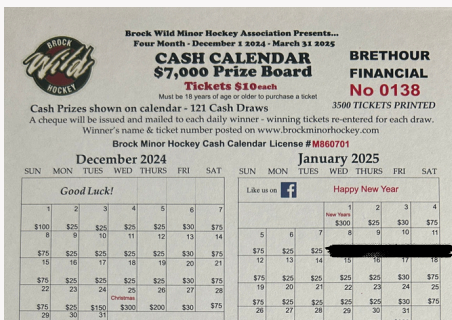 BROCK
Wild
HOCKEY
Brock Wild Minor Hockey Association Presents...
Four Month - December 1 2024 - March 31 2025
CASH CALENDAR
$7,000 Prize Board
Tickets $10 each
Must be 18 years of age or older to purchase a ticket
BRETHOUR
FINANCIAL
No 0138
3500 TICKETS PRINTED
Cash Prizes shown on calendar - 121 Cash Draws
A cheque will be issued and mailed to each daily winner - winning tickets re-entered for each draw.
Winner's name & ticket number posted on www.brockminorhockey.com
Brock Minor Hockey Cash Calendar License #M860701
December 2024
SUN MON TUES WED THURS FRI SAT
Good Luck!
1 2 3 4 5 6 7
$100 $25 $25 $25 $25 $30 $75
8 9 10 11 12 13 14
$75 $25 $25 $25 $25 $30 $75
15 16 17 18 19 20 21
$75 $25 $25 $25 $25 $30 $75
22 23 24 25 26 27 28
Christmas
$75 $25 $150 $300 $200 $30 $75
29 30 31
January 2025
SUN MON TUES WED THURS FRI SAT
Like us on f Happy New Year
1 2 3 4
New Years
$300 $25 $30 $75
5 6 7 8 9 10 11
$75 $25 $25
12 13 14 15 16 17 18
$75 $25 $25 $25 $25 $30 $75
19 20 21 22 23 24 25
$75 $25 $25 $25 $25 $30 $75
26 27 28 29 30 31